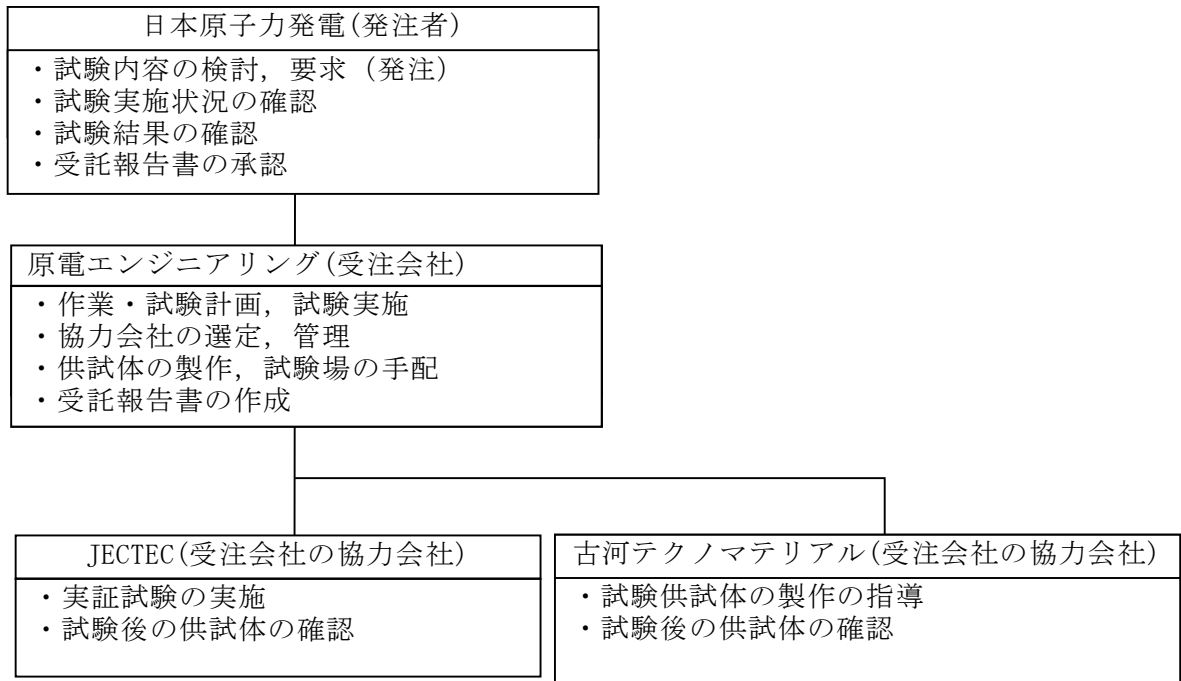 日本原子力発電(発注者)
・試験内容の検討，要求（発注）
・試験実施状況の確認
・試験結果の確認
・受託報告書の承認
原電エンジニアリング(受注会社)
・作業・試験計画，試験実施
・協力会社の選定，管理
・供試体の製作，試験場の手配
・受託報告書の作成
JECTEC(受注会社の協力会社)
・実証試験の実施
・試験後の供試体の確認
古河テクノマテリアル(受注会社の協力会社)
・試験供試体の製作の指導
・試験後の供試体の確認